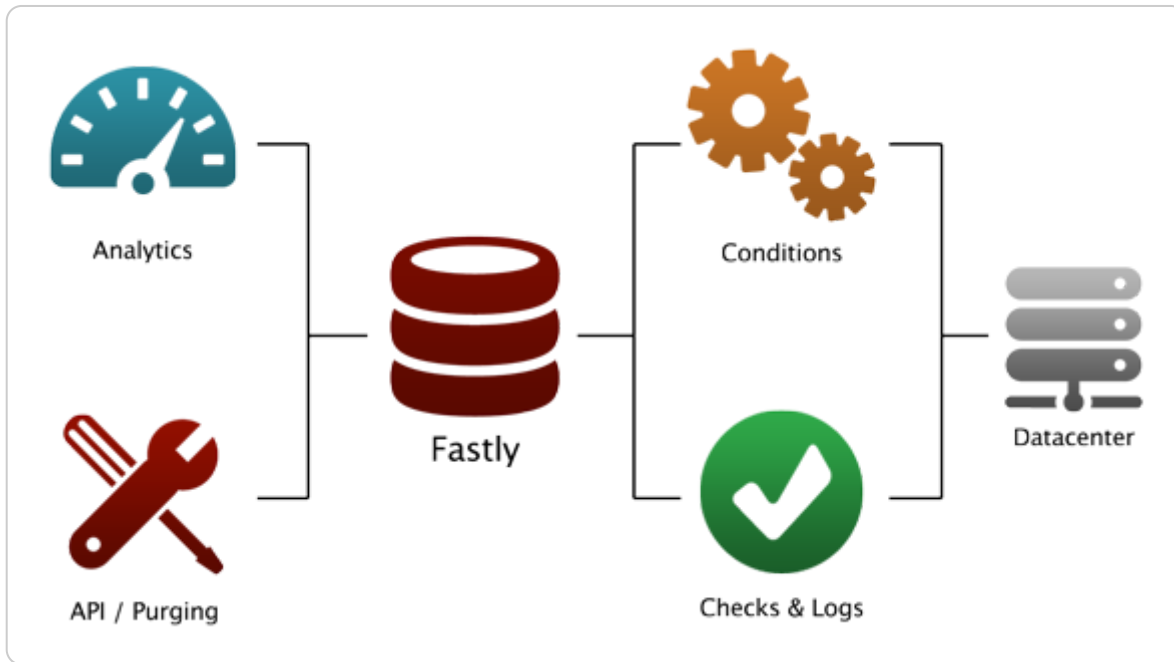 Analytics
Conditions
Fastly
Datacenter
API / Purging
Checks & Logs